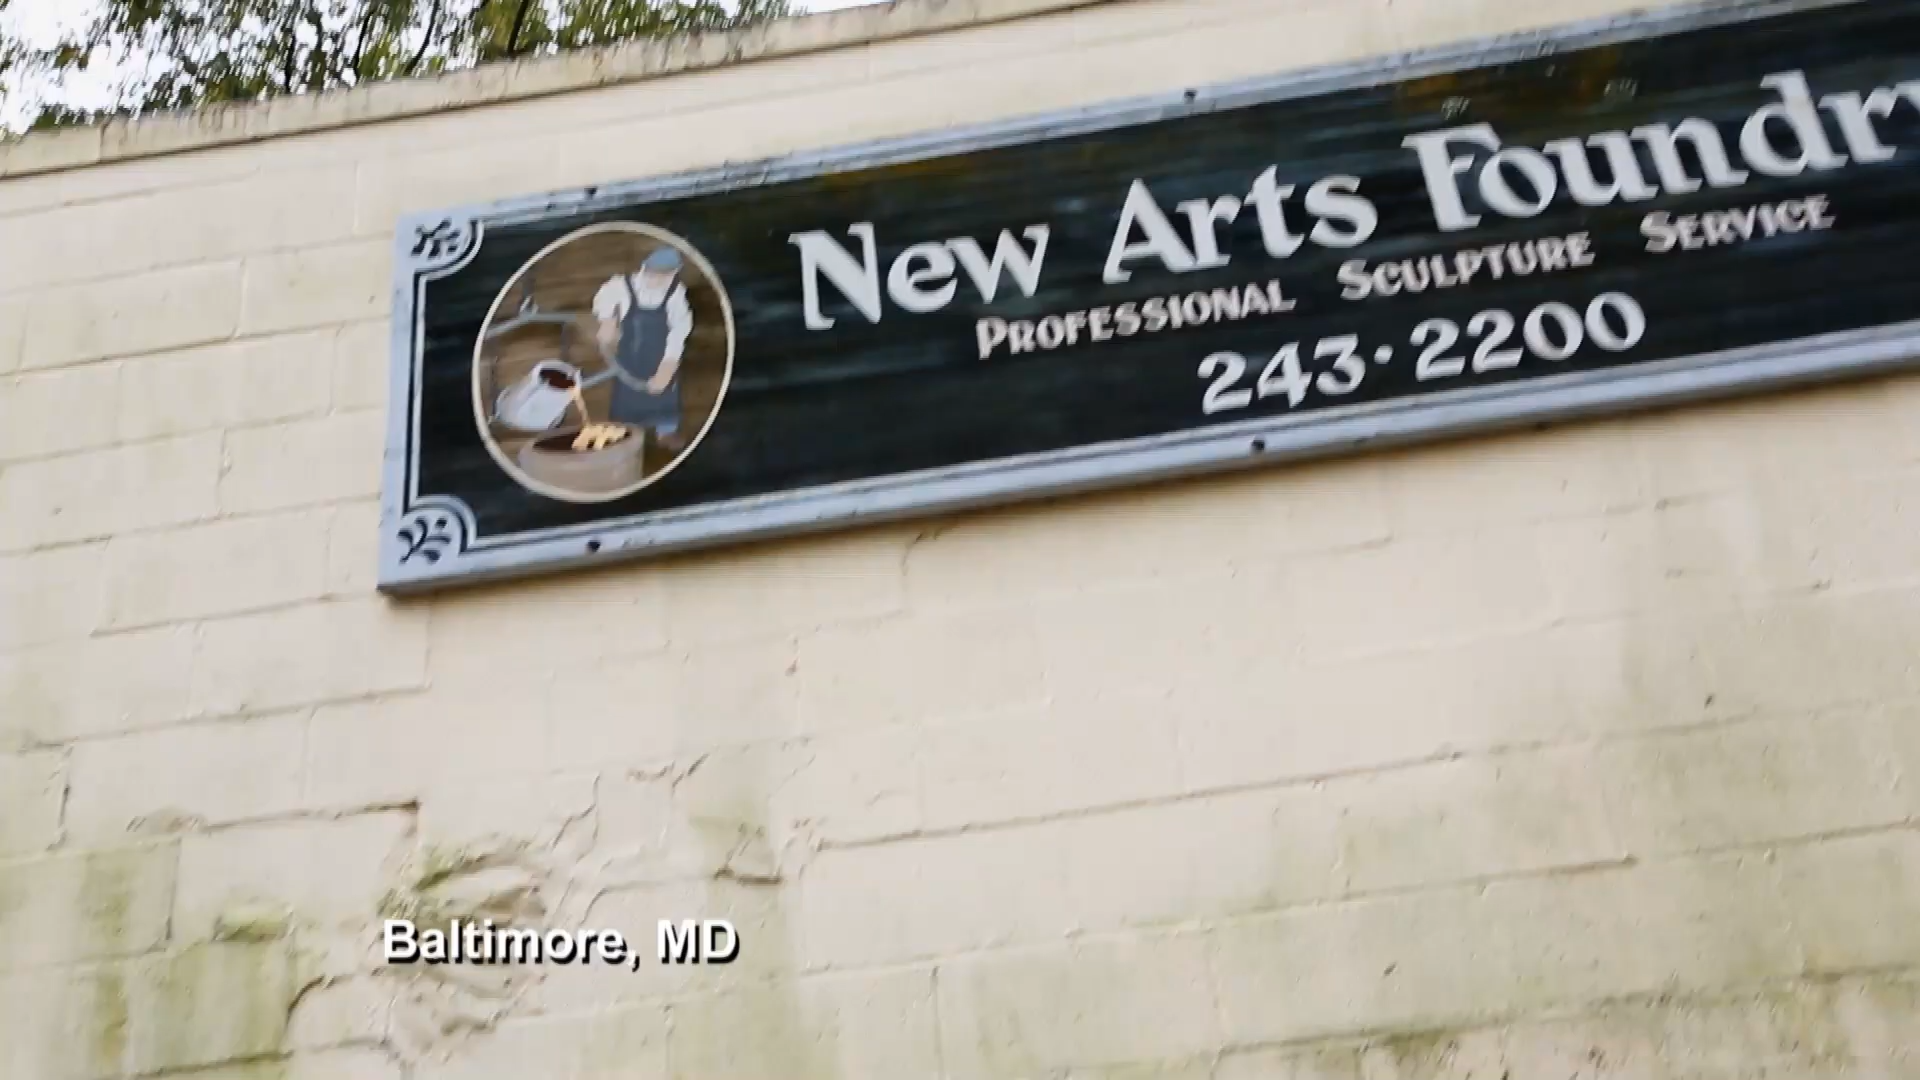 New Arts Foundry
Professional Sculpture Service
243·2200
Baltimore, MD